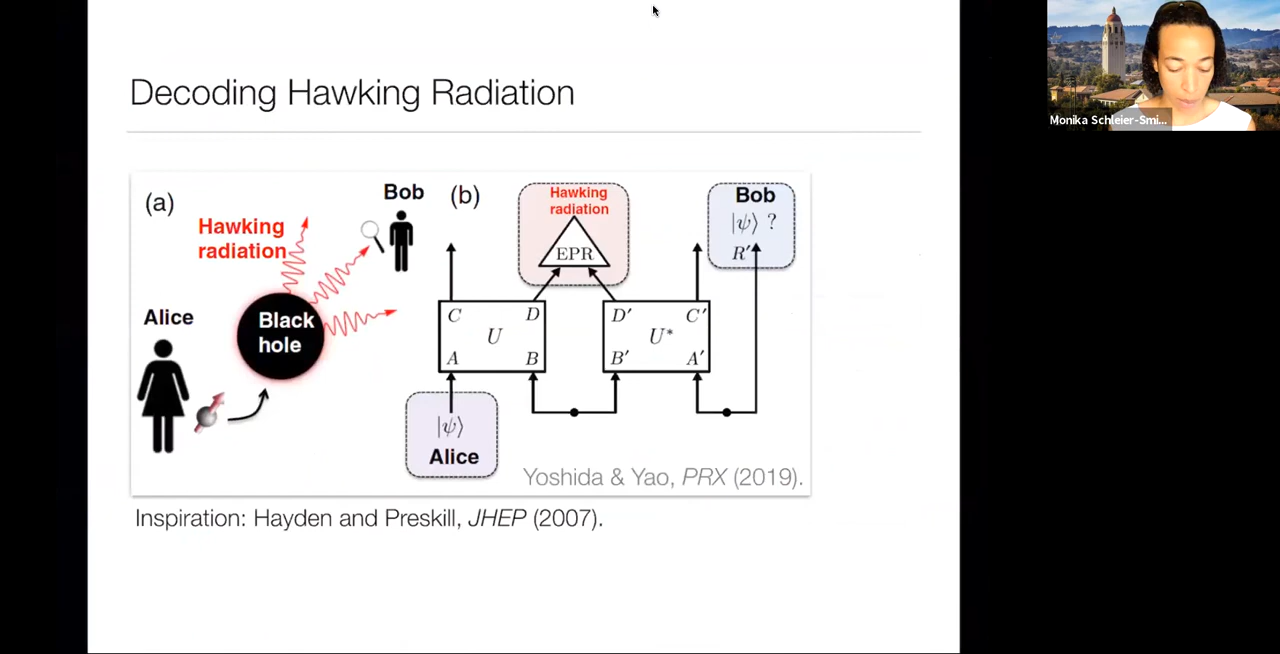 Decoding Hawking Radiation
(a)
Hawking
radiation
Bob
Alice
Black
hole
(b)
Hawking
radiation
EPR
Bob
|ψ⟩ ?
R′
C
D
U
A
B
D′
C′
U*
B′
A′
|ψ⟩
Alice
Yoshida & Yao, PRX (2019).
Inspiration: Hayden and Preskill, JHEP (2007).
Monika Schleier-Smi...